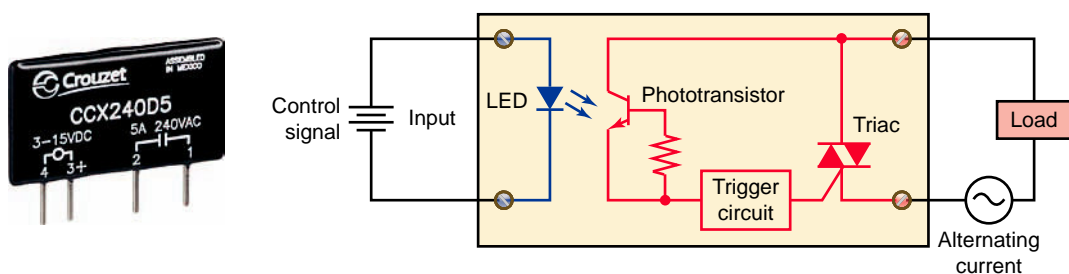 Crouzet
ASSEMBLED
IN MEXICO
CCX240D5
3-15VDC
5A 240VAC
4 3+ 2 1
Control
signal
Input
LED
Phototransistor
Trigger
circuit
Triac
Load
Alternating
current